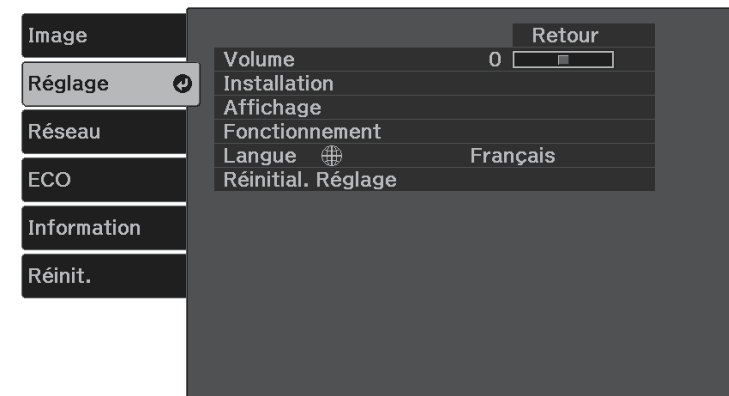 Image
Réglage
Réseau
ECO
Information
Réinit.
Retour
Volume 0
Installation
Affichage
Fonctionnement
Langue Français
Réinitial. Réglage